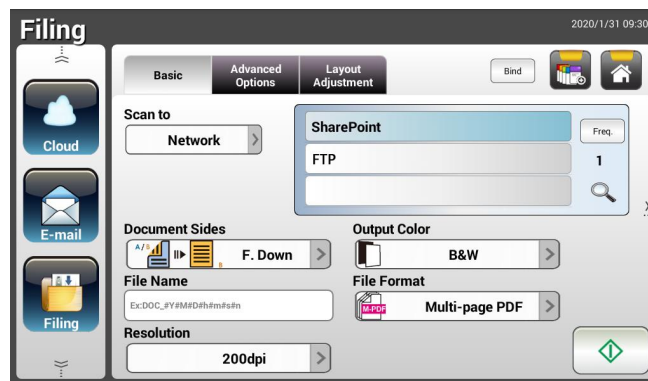 Filing
2020/1/31 09:30
Cloud
E-mail
Filing
Basic
Advanced
Options
Layout
Adjustment
Bind
Scan to
Network
SharePoint
FTP
Freq.
1
Document Sides
A/B
F. Down
Output Color
B&W
File Name
Ex:DOC_#Y#M#D#h#m#s#n
File Format
M-PDF
Multi-page PDF
Resolution
200dpi